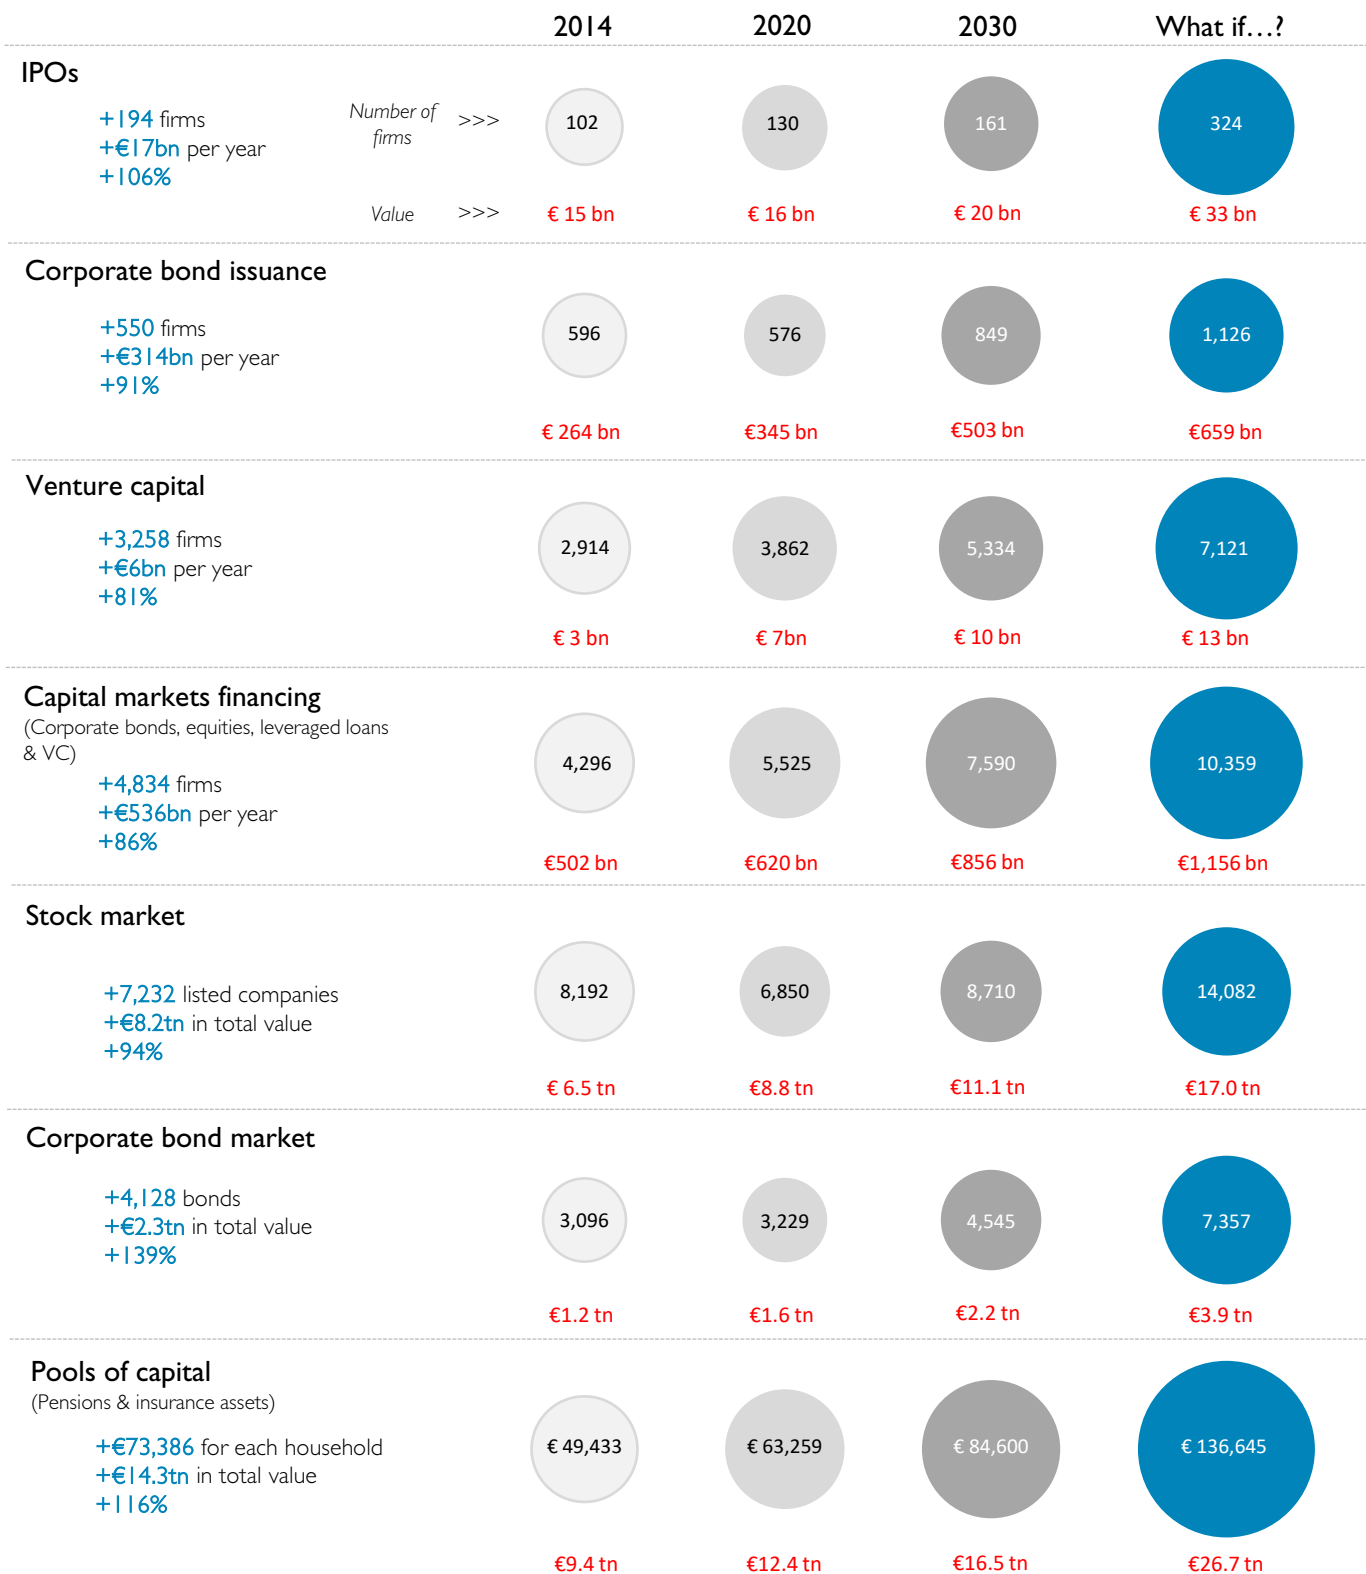 2014 2020 2030 What if…?
IPOs
+194 firms
+€17bn per year
+106%
Number of firms >>> 102 130 161 324
Value >>> € 15 bn € 16 bn € 20 bn € 33 bn
Corporate bond issuance
+550 firms
+€314bn per year
+91%
596 576 849 1,126
€ 264 bn €345 bn €503 bn €659 bn
Venture capital
+3,258 firms
+€6bn per year
+81%
2,914 3,862 5,334 7,121
€ 3 bn € 7bn € 10 bn € 13 bn
Capital markets financing
(Corporate bonds, equities, leveraged loans
& VC)
+4,834 firms
+€536bn per year
+86%
4,296 5,525 7,590 10,359
€502 bn €620 bn €856 bn €1,156 bn
Stock market
+7,232 listed companies
+€8.2tn in total value
+94%
8,192 6,850 8,710 14,082
€ 6.5 tn €8.8 tn €11.1 tn €17.0 tn
Corporate bond market
+4,128 bonds
+€2.3tn in total value
+139%
3,096 3,229 4,545 7,357
€1.2 tn €1.6 tn €2.2 tn €3.9 tn
Pools of capital
(Pensions & insurance assets)
+€73,386 for each household
+€14.3tn in total value
+116%
€ 49,433 € 63,259 € 84,600 € 136,645
€9.4 tn €12.4 tn €16.5 tn €26.7 tn